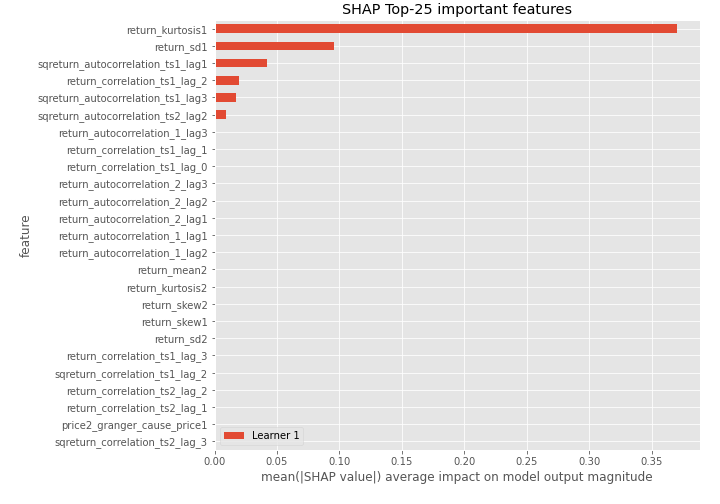 SHAP Top-25 important features
return_kurtosis1
return_sd1
sqreturn_autocorrelation_ts1_lag1
return_correlation_ts1_lag_2
sqreturn_autocorrelation_ts1_lag3
sqreturn_autocorrelation_ts2_lag2
return_autocorrelation_1_lag3
return_correlation_ts1_lag_1
return_correlation_ts1_lag_0
return_autocorrelation_2_lag3
return_autocorrelation_2_lag2
return_autocorrelation_2_lag1
return_autocorrelation_1_lag1
return_autocorrelation_1_lag2
return_mean2
return_kurtosis2
return_skew2
return_skew1
return_sd2
return_correlation_ts1_lag_3
sqreturn_correlation_ts1_lag_2
return_correlation_ts2_lag_2
return_correlation_ts2_lag_1
price2_granger_cause_price1
sqreturn_correlation_ts2_lag_3
feature
Learner 1
0.00 0.05 0.10 0.15 0.20 0.25 0.30 0.35
mean(|SHAP value|) average impact on model output magnitude